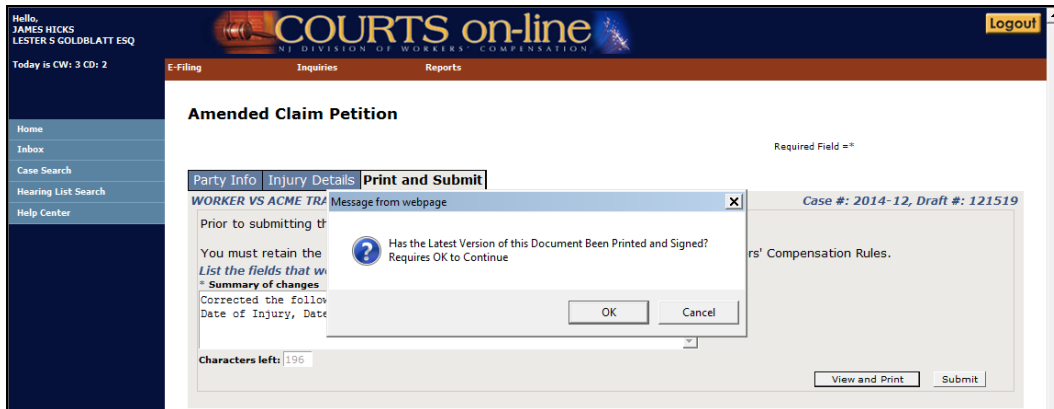 Hello,
JAMES HICKS
LESTER S GOLDBLATT ESQ
COURTS on-line
NJ DIVISION OF WORKERS' COMPENSATION
Logout
Today is CW: 3 CD: 2
E-Filing Inquiries Reports
Amended Claim Petition
Home
Inbox
Case Search
Hearing List Search
Help Center
Required Field =*
Party Info Injury Details Print and Submit
WORKER VS ACME TRA
Case #: 2014-12, Draft #: 121519
Message from webpage
Prior to submitting th
Has the Latest Version of this Document Been Printed and Signed?
Requires OK to Continue
You must retain the
rs' Compensation Rules.
List the fields that w
* Summary of changes
Corrected the follow
Date of Injury, Date
OK Cancel
Characters left: 196
View and Print Submit